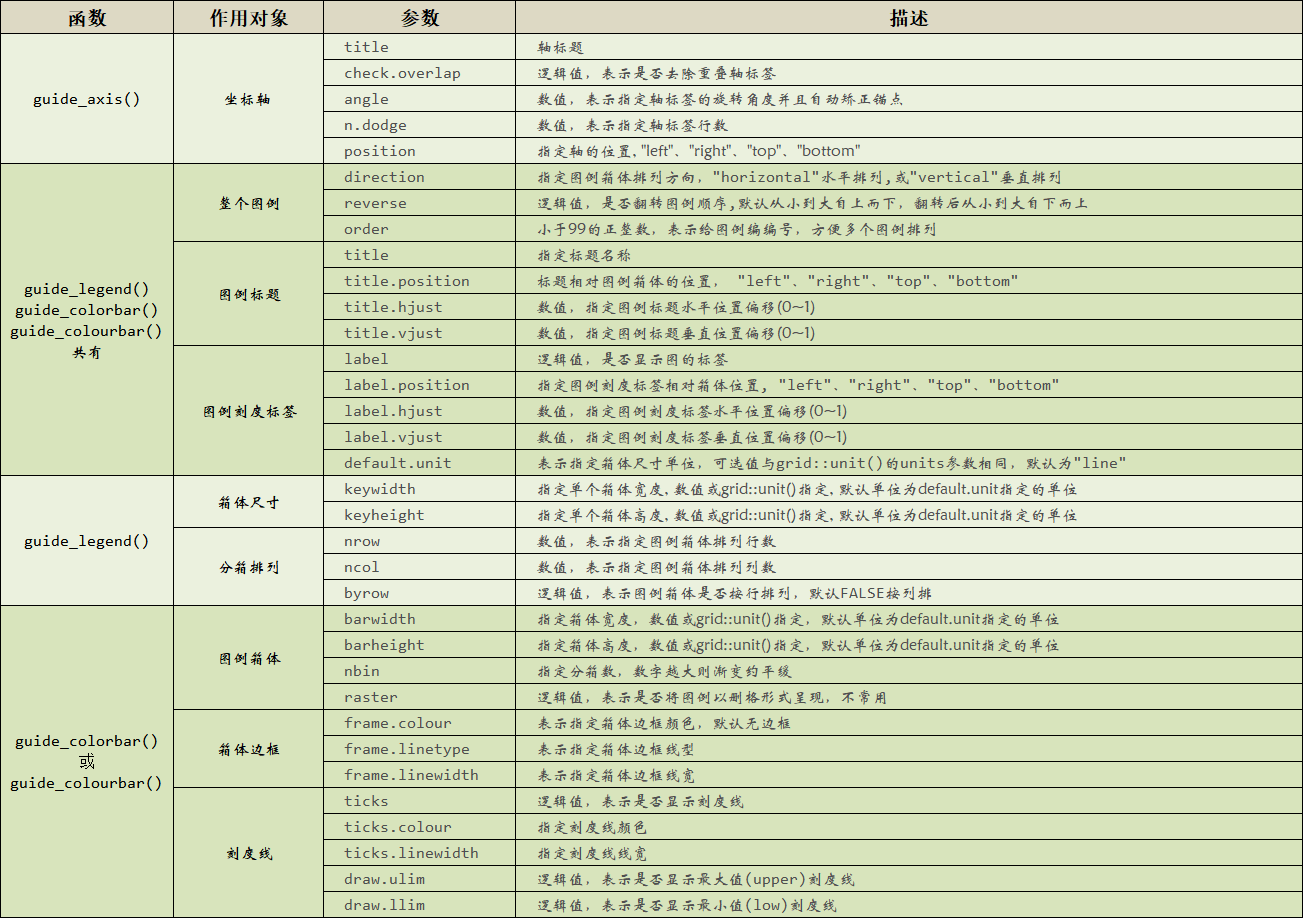 函数 作用对象 参数 描述
guide_axis() 坐标轴 title 轴标题
check.overlap 逻辑值，表示是否去除重叠轴标签
angle 数值，表示指定轴标签的旋转角度并且自动矫正锚点
n.dodge 数值，表示指定轴标签行数
position 指定轴的位置，"left"、"right"、"top"、"bottom"
guide_legend()
guide_colorbar()
guide_colourbar()
共有
整个图例 direction 指定图例箱体排列方向，"horizontal"水平排列,或"vertical"垂直排列
reverse 逻辑值，是否翻转图例顺序,默认从小到大自上而下，翻转后从小到大自下而上
order 小于99的正整数，表示给图例编编号，方便多个图例排列
图例标题 title 指定标题名称
title.position 标题相对图例箱体的位置， "left"、"right"、"top"、"bottom"
title.hjust 数值，指定图例标题水平位置偏移(0~1)
title.vjust 数值，指定图例标题垂直位置偏移(0~1)
图例刻度标签 label 逻辑值，是否显示图的标签
label.position 指定图例刻度标签相对箱体位置，"left"、"right"、"top"、"bottom"
label.hjust 数值，指定图例刻度标签水平位置偏移(0~1)
label.vjust 数值，指定图例刻度标签垂直位置偏移(0~1)
default.unit 表示指定箱体尺寸单位，可选值与grid::unit()的units参数相同，默认为"line"
guide_legend() 箱体尺寸 keywidth 指定单个箱体宽度,数值或grid::unit()指定,默认单位为default.unit指定的单位
keyheight 指定单个箱体高度,数值或grid::unit()指定,默认单位为default.unit指定的单位
分箱排列 nrow 数值，表示指定图例箱体排列行数
ncol 数值，表示指定图例箱体排列列数
byrow 逻辑值，表示图例箱体是否按行排列，默认FALSE按列排
guide_colorbar()
或
guide_colourbar()
图例箱体 barwidth 指定箱体宽度，数值或grid::unit()指定，默认单位为default.unit指定的单位
barheight 指定箱体高度，数值或grid::unit()指定，默认单位为default.unit指定的单位
nbin 指定分箱数，数字越大则渐变约平缓
raster 逻辑值，表示是否将图例以删格形式呈现，不常用
箱体边框 frame.colour 表示指定箱体边框颜色，默认无边框
frame.linetype 表示指定箱体边框线型
frame.linewidth 表示指定箱体边框线宽
刻度线 ticks 逻辑值，表示是否显示刻度线
ticks.colour 指定刻度线颜色
ticks.linewidth 指定刻度线线宽
draw.ulim 逻辑值，表示是否显示最大值(upper)刻度线
draw.llim 逻辑值，表示是否显示最小值(low)刻度线